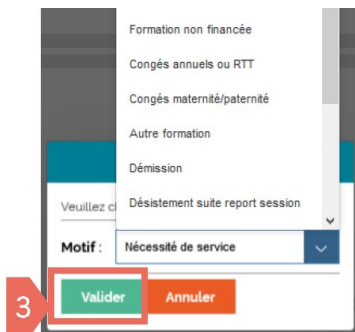 Formation non financée
Congés annuels ou RTT
Congés maternité/paternité
Autre formation
Démission
Désistement suite report session
Veuillez
Motif : Nécessité de service
3
Valider Annuler